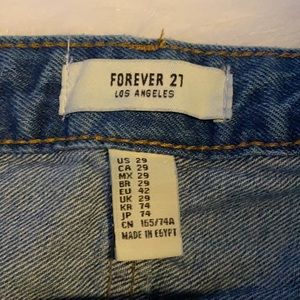 FOREVER 21
LOS ANGELES
US 29
CA 29
MX 29
BR 29
EU 42
UK 29
KR 74
JP 74
CN 165/74A
MADE IN EGYPT